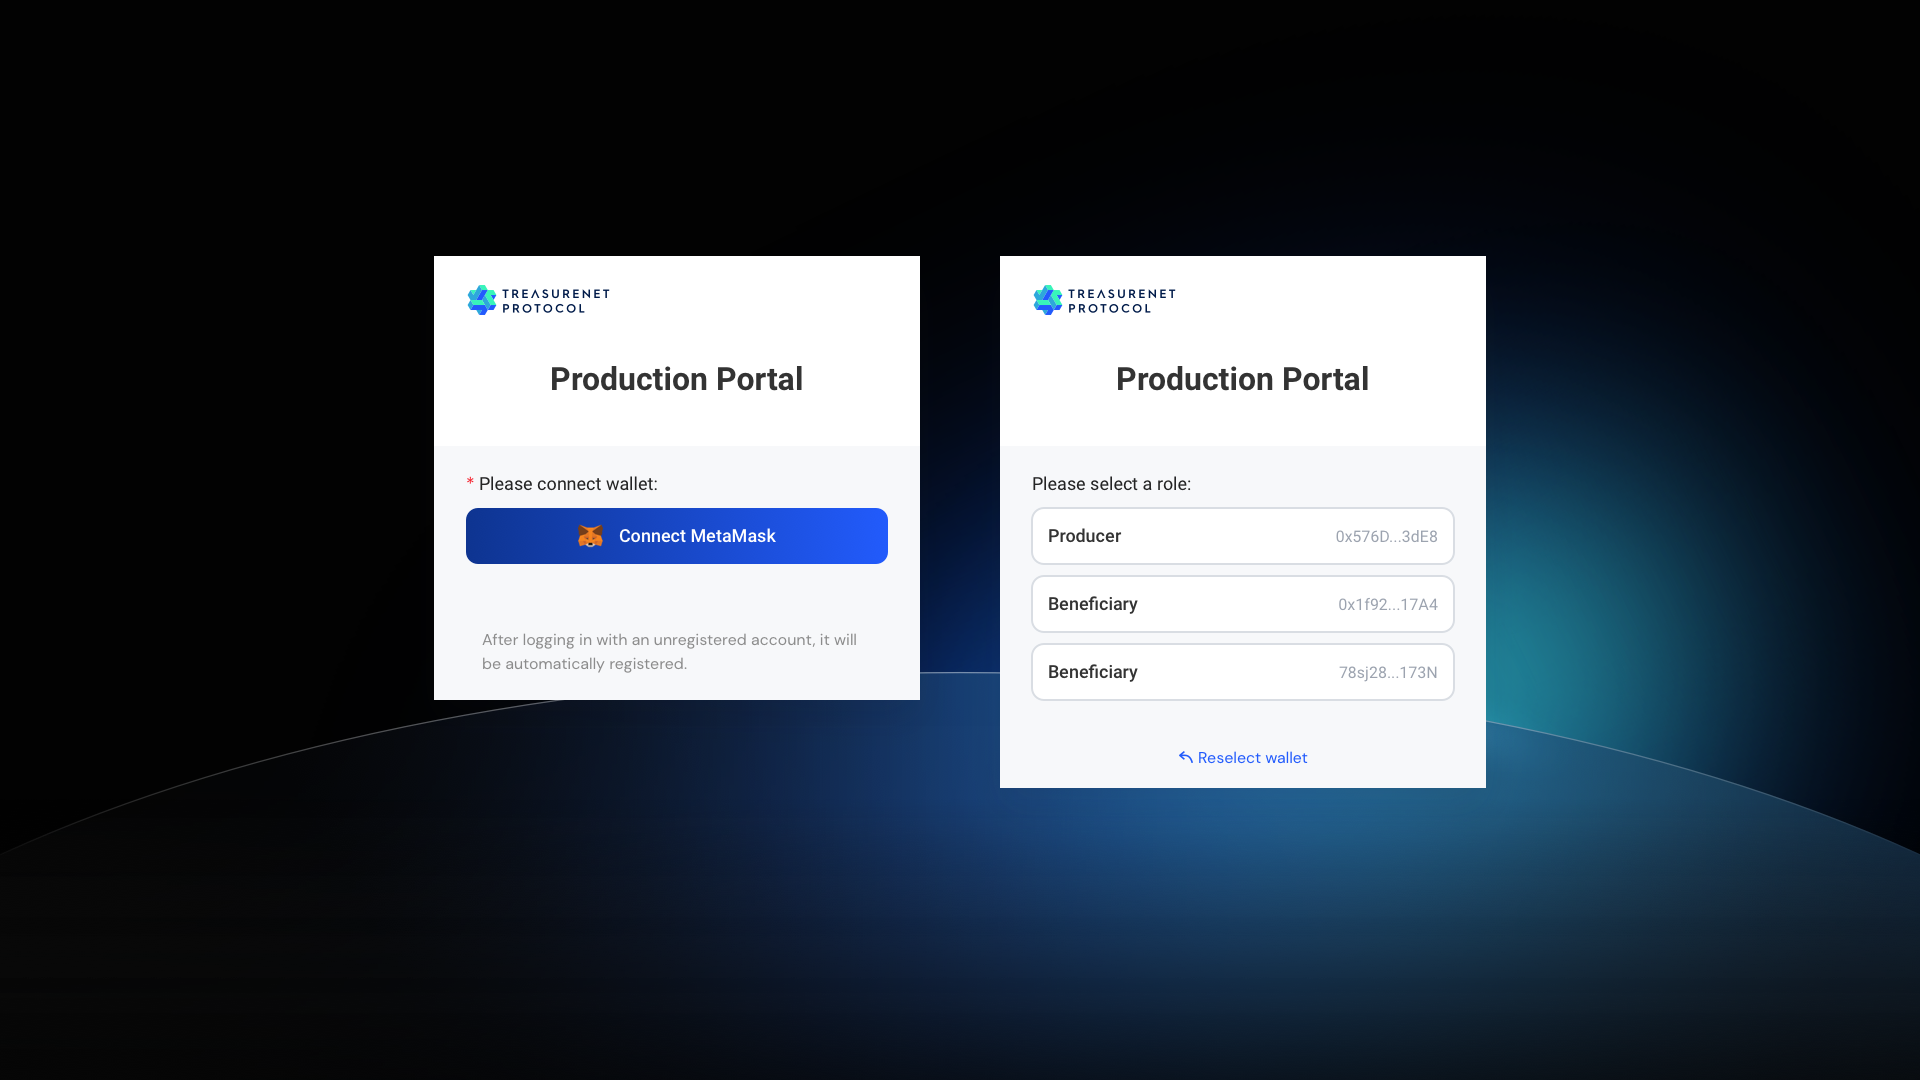 TREASURENET
PROTOCOL
Production Portal
* Please connect wallet:
Connect MetaMask
After logging in with an unregistered account, it will
be automatically registered.
TREASURENET
PROTOCOL
Production Portal
Please select a role:
Producer 0x576D...3dE8
Beneficiary 0x1f92...17A4
Beneficiary 78sj28...173N
Reselect wallet